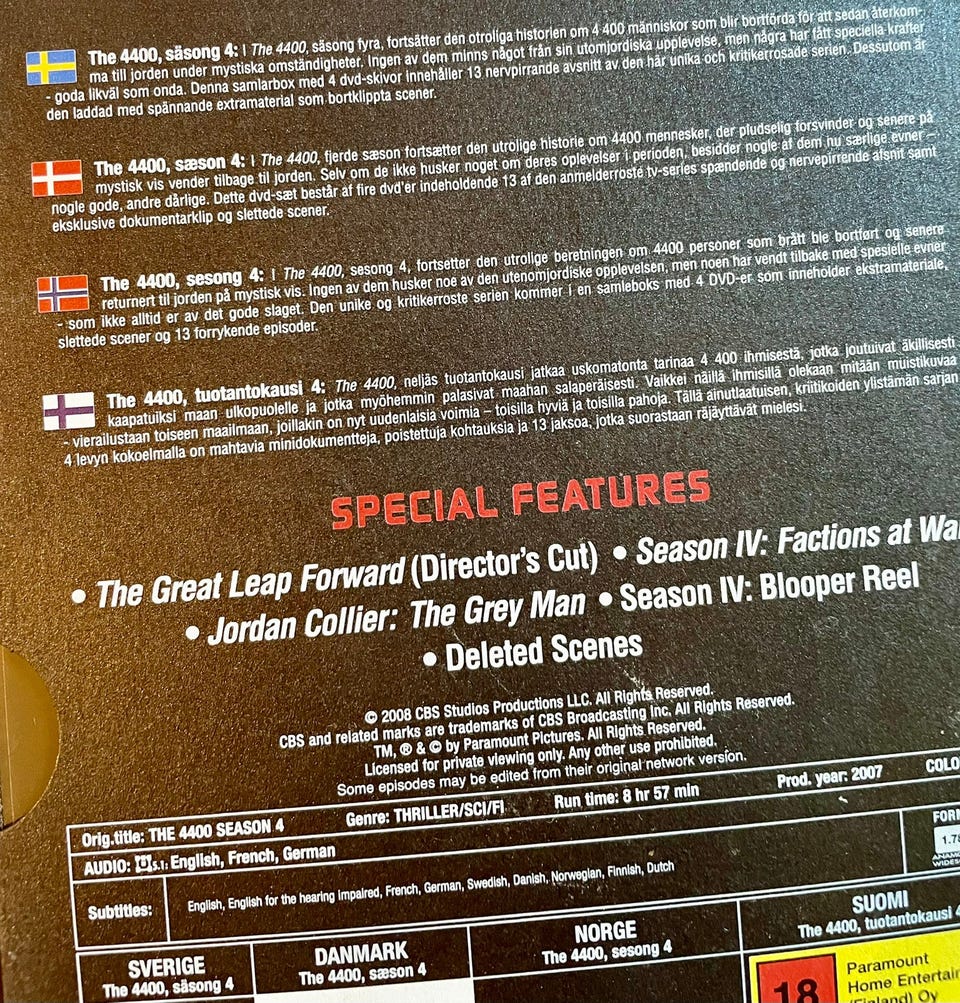 The 4400, säsong 4: I The 4400, säsong fyra, fortsätter den otroliga historien om 4 400 människor som blir bortförda för att sedan återkom-
ma till jorden under mystiska omständigheter. Ingen av dem minns något från sin utomjordiska upplevelse, men några har fått speciella krafter
- goda likväl som onda. Denna samlarbox med 4 dvd-skivor innehåller 13 nervpirrande avsnitt av den här unika och kritikerrosade serien. Dessutom är
den laddad med spännande extramaterial som bortklippta scener.
The 4400, sæson 4: I The 4400, fjerde sæson fortsætter den utrolige historie om 4400 mennesker, der pludselig forsvinder og senere på
mystisk vis vender tilbage til jorden. Selv om de ikke husker noget om deres oplevelser i perioden, besidder nogle af dem nu særlige evner –
nogle gode, andre dårlige. Dette dvd-sæt består af fire dvd'er indeholdende 13 af den anmelderroste tv-series spændende og nervepirrende afsnit samt
eksklusive dokumentarklip og slettede scener.
The 4400, sesong 4: I The 4400, sesong 4, fortsetter den utrolige beretningen om 4400 personer som brått ble bortført og senere
returnert til jorden på mystisk vis. Ingen av dem husker noe av den utenomjordiske opplevelsen, men noen har vendt tilbake med spesielle evner
- som ikke alltid er av det gode slaget. Den unike og kritikerroste serien kommer i en samleboks med 4 DVD-er som inneholder ekstramateriale,
slettede scener og 13 forrykende episoder.
The 4400, tuotantokausi 4: The 4400, neljäs tuotantokausi jatkaa uskomatonta tarinaa 4 400 ihmisestä, jotka joutuivat äkillisesti
kaapatuiksi maan ulkopuolelle ja jotka myöhemmin palasivat maahan salaperäisesti. Vaikkei näillä ihmisillä olekaan mitään muistikuvaa
- vierailustaan toiseen maailmaan, joillakin on nyt uudenlaisia voimia – toisilla hyviä ja toisilla pahoja. Tällä ainutlaatuisen, kriitikoiden ylistämän sarjan
4 levyn kokoelmalla on mahtavia minidokumentteja, poistettuja kohtauksia ja 13 jaksoa, jotka suorastaan räjäyttävät mielesi.
SPECIAL FEATURES
• The Great Leap Forward (Director's Cut) • Season IV: Factions at Wa
• Jordan Collier: The Grey Man • Season IV: Blooper Reel
• Deleted Scenes
© 2008 CBS Studios Productions LLC. All Rights Reserved.
CBS and related marks are trademarks of CBS Broadcasting Inc. All Rights Reserved.
TM, ® & © by Paramount Pictures. All Rights Reserved.
Licensed for private viewing only. Any other use prohibited.
Some episodes may be edited from their original network version.
Orig.title: THE 4400 SEASON 4 Genre: THRILLER/SCI/FI Run time: 8 hr 57 min Prod. year: 2007 COLO
AUDIO: 5.1: English, French, German
FOR
1.78
ANAMO
WIDES
Subtitles: English, English for the hearing impaired, French, German, Swedish, Danish, Norwegian, Finnish, Dutch
SVERIGE
The 4400, säsong 4
DANMARK
The 4400, sæson 4
NORGE
The 4400, sesong 4
SUOMI
The 4400, tuotantokausi 4
18
Paramount
Home Entertain
(Finland) Oy